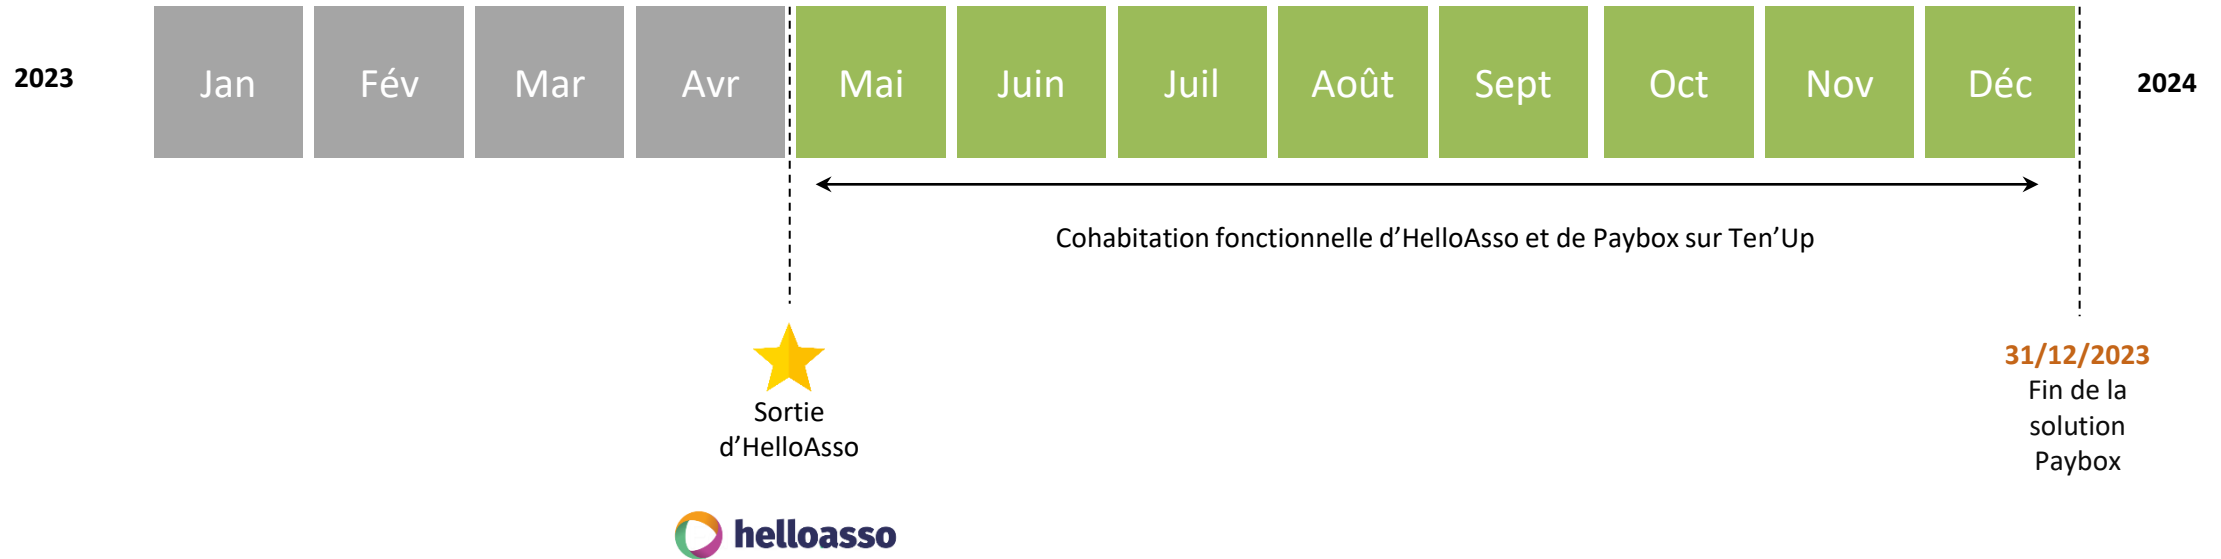 2023
Jan
Fév
Mar
Avr
Mai
Juin
Juil
Août
Sept
Oct
Nov
Déc
2024
Cohabitation fonctionnelle d’HelloAsso et de Paybox sur Ten’Up
Sortie
d’HelloAsso
31/12/2023
Fin de la
solution
Paybox
helloasso